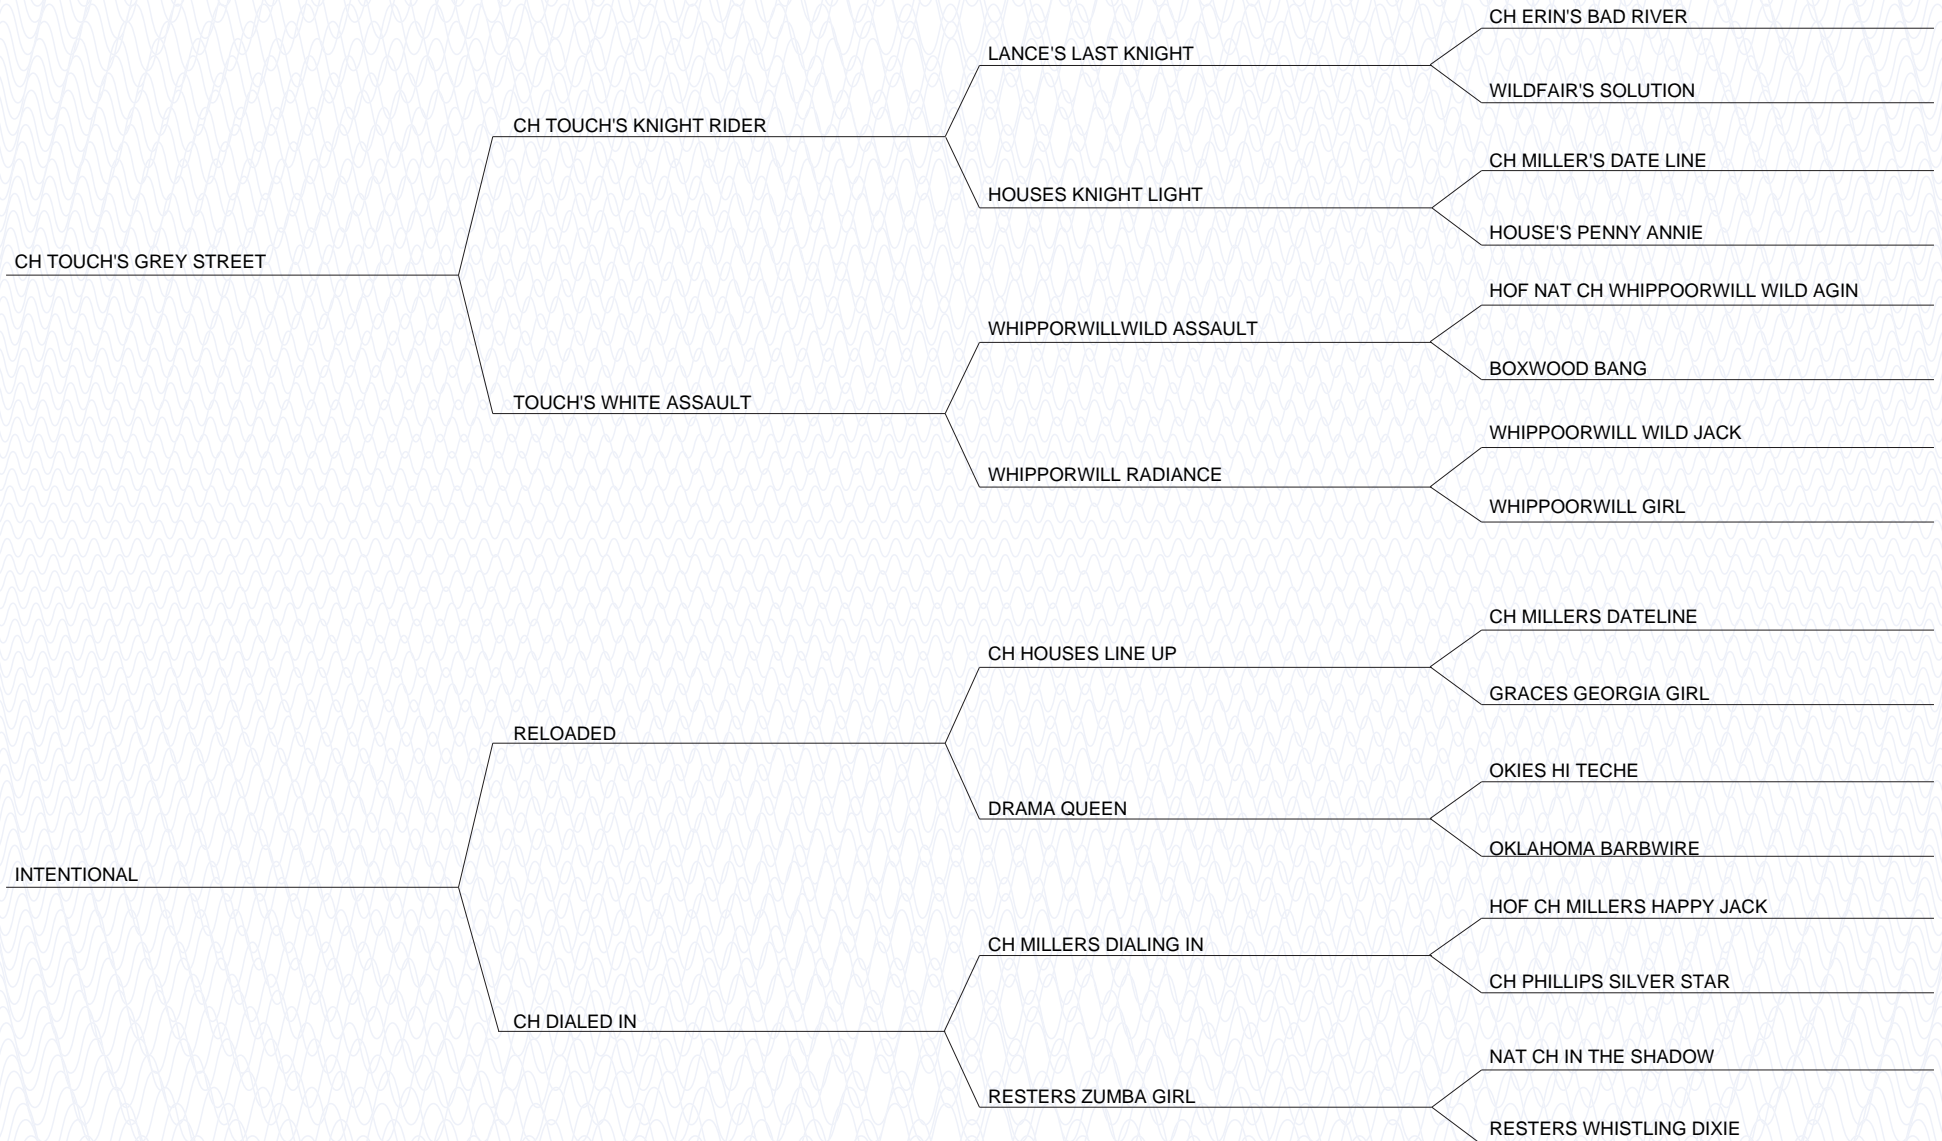 CH ERIN'S BAD RIVER
LANCE'S LAST KNIGHT
WILDFAIR'S SOLUTION
CH TOUCH'S KNIGHT RIDER
CH MILLER'S DATE LINE
HOUSES KNIGHT LIGHT
HOUSE'S PENNY ANNIE
CH TOUCH'S GREY STREET
HOF NAT CH WHIPPOORWILL WILD AGIN
WHIPPORWILLWILD ASSAULT
BOXWOOD BANG
TOUCH'S WHITE ASSAULT
WHIPPOORWILL WILD JACK
WHIPPORWILL RADIANCE
WHIPPOORWILL GIRL
CH MILLERS DATELINE
CH HOUSES LINE UP
GRACES GEORGIA GIRL
RELOADED
OKIES HI TECHE
DRAMA QUEEN
OKLAHOMA BARBWIRE
INTENTIONAL
HOF CH MILLERS HAPPY JACK
CH MILLERS DIALING IN
CH PHILLIPS SILVER STAR
CH DIALED IN
NAT CH IN THE SHADOW
RESTERS ZUMBA GIRL
RESTERS WHISTLING DIXIE